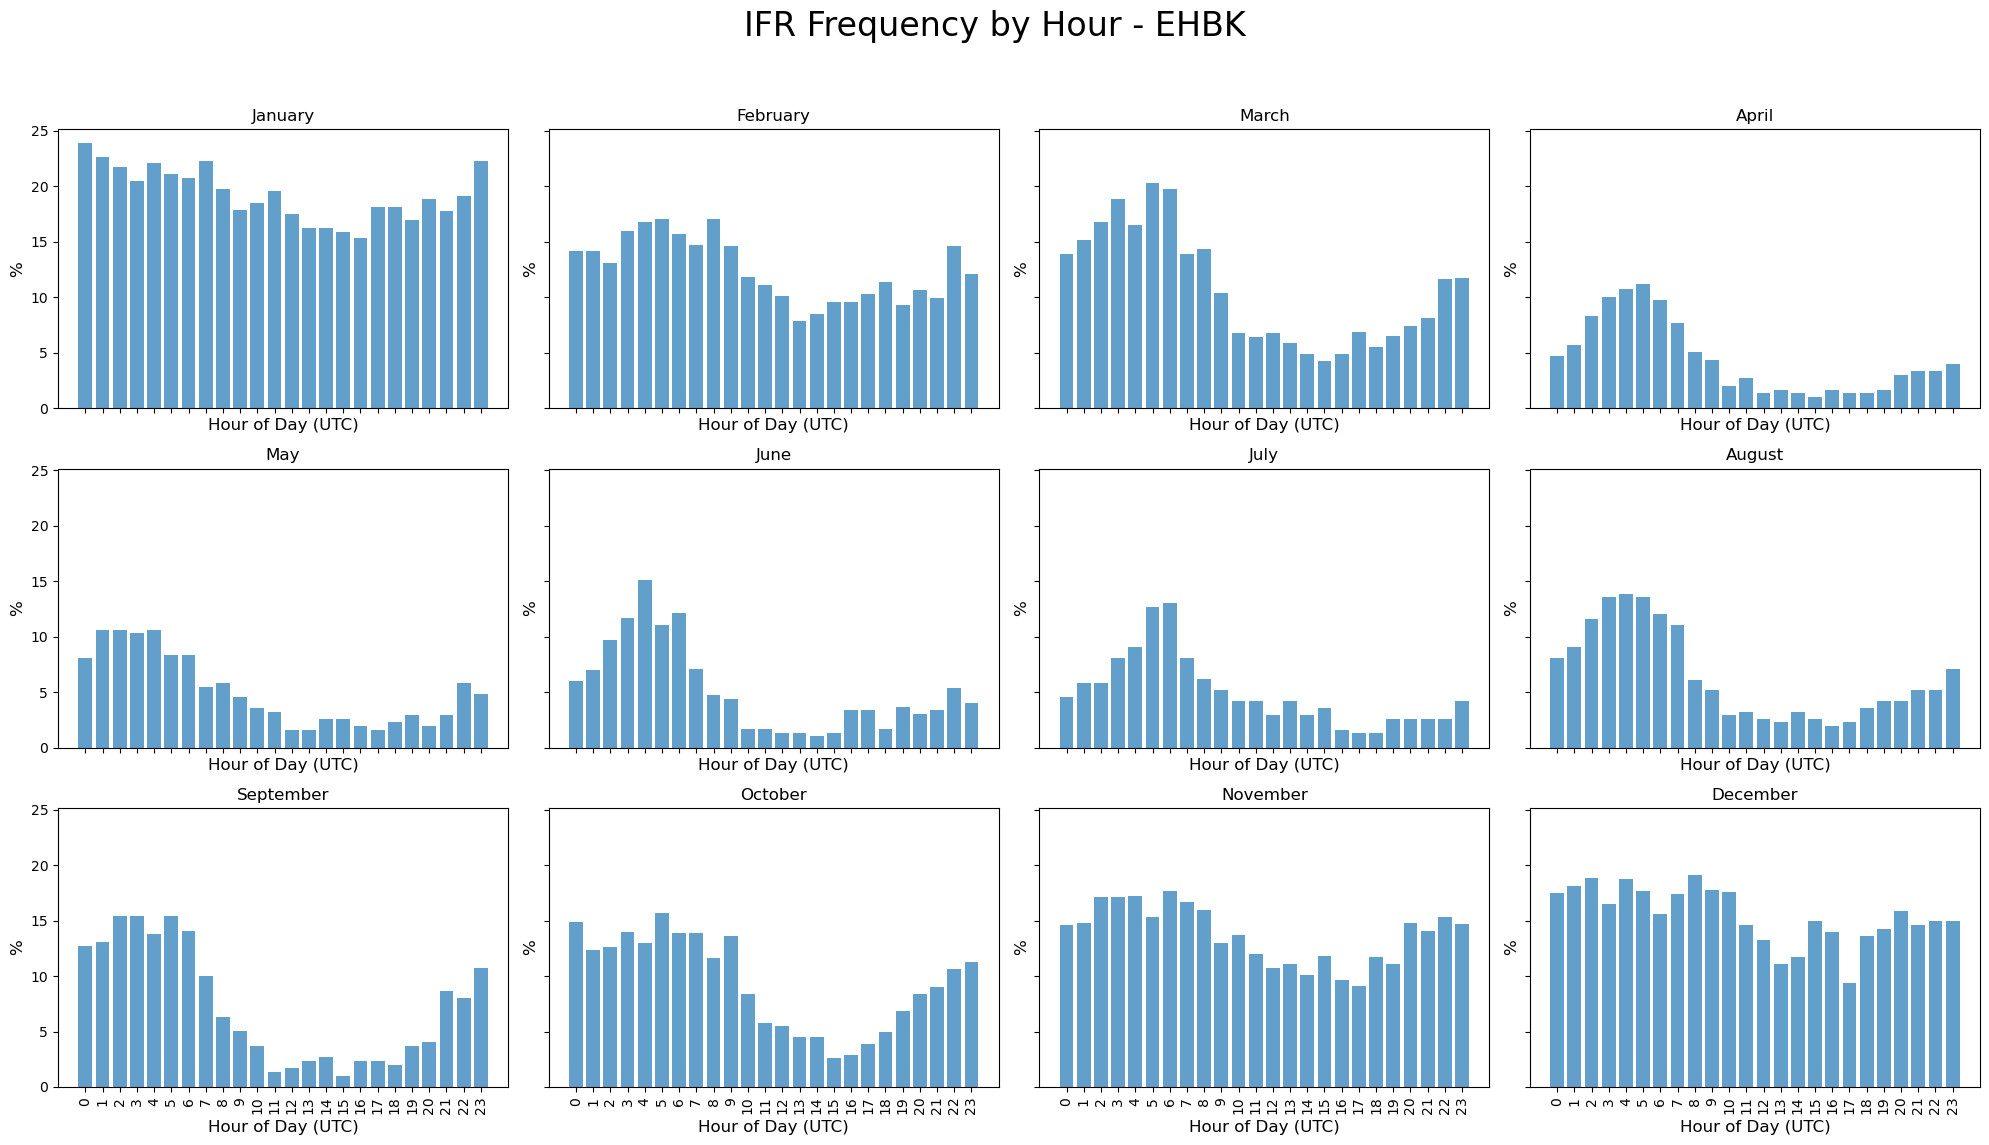 IFR Frequency by Hour - EHBK
January February March April
25
20
15
10
5
0
% % % %
Hour of Day (UTC) Hour of Day (UTC) Hour of Day (UTC) Hour of Day (UTC)
May June July August
25
20
15
10
5
0
% % % %
Hour of Day (UTC) Hour of Day (UTC) Hour of Day (UTC) Hour of Day (UTC)
September October November December
25
20
15
10
5
0
% % % %
0 1 2 3 4 5 6 7 8 9 10 11 12 13 14 15 16 17 18 19 20 21 22 23 0 1 2 3 4 5 6 7 8 9 10 11 12 13 14 15 16 17 18 19 20 21 22 23 0 1 2 3 4 5 6 7 8 9 10 11 12 13 14 15 16 17 18 19 20 21 22 23 0 1 2 3 4 5 6 7 8 9 10 11 12 13 14 15 16 17 18 19 20 21 22 23
Hour of Day (UTC) Hour of Day (UTC) Hour of Day (UTC) Hour of Day (UTC)